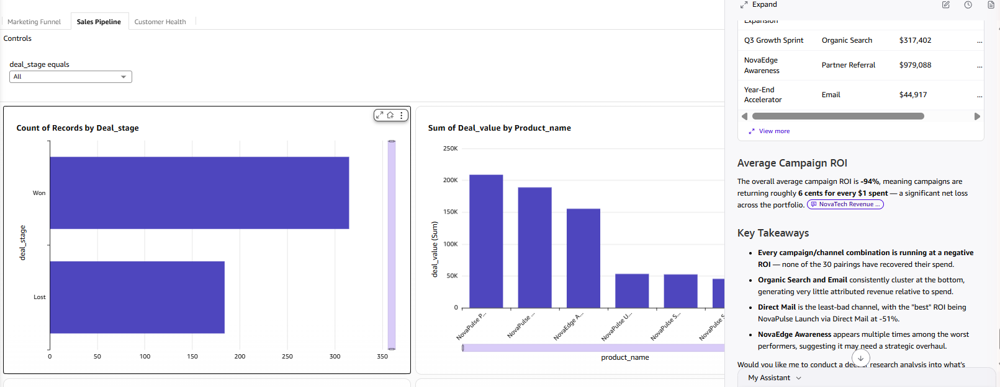 Marketing Funnel
Sales Pipeline
Customer Health
Controls
deal_stage equals
All
Count of Records by Deal_stage
deal_stage
Won
Lost
0 50 100 150 200 250 300 350
Sum of Deal_value by Product_name
deal_value (Sum)
250K
200K
150K
100K
50K
0
NovaPulse P...
NovaPulse ...
NovaEdge A...
NovaPulse U...
NovaPulse S...
NovaPulse S
product_name
Expand
Expansion
Q3 Growth Sprint Organic Search $317,402 ...
NovaEdge
Awareness
Partner Referral $979,088 ...
Year-End
Accelerator
Email $44,917 ...
View more
Average Campaign ROI
The overall average campaign ROI is -94%, meaning campaigns are
returning roughly 6 cents for every $1 spent — a significant net loss
across the portfolio. NovaTech Revenue ...
Key Takeaways
• Every campaign/channel combination is running at a negative
ROI — none of the 30 pairings have recovered their spend.
• Organic Search and Email consistently cluster at the bottom,
generating very little attributed revenue relative to spend.
• Direct Mail is the least-bad channel, with the "best" ROI being
NovaPulse Launch via Direct Mail at -51%.
• NovaEdge Awareness appears multiple times among the worst
performers, suggesting it may need a strategic overhaul.
Would you like me to conduct a research analysis into what's
My Assistant